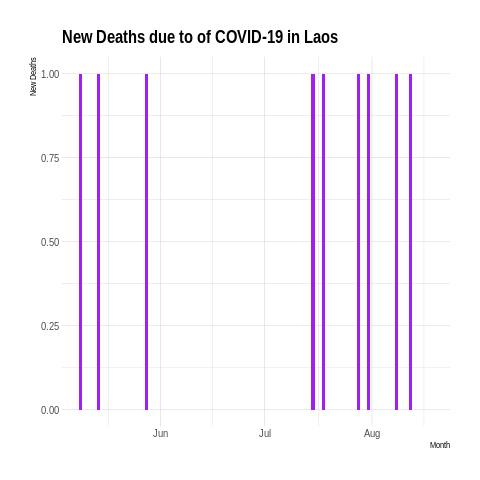 New Deaths due to of COVID-19 in Laos
New Deaths
1.00
0.75
0.50
0.25
0.00
Jun Jul Aug
Month